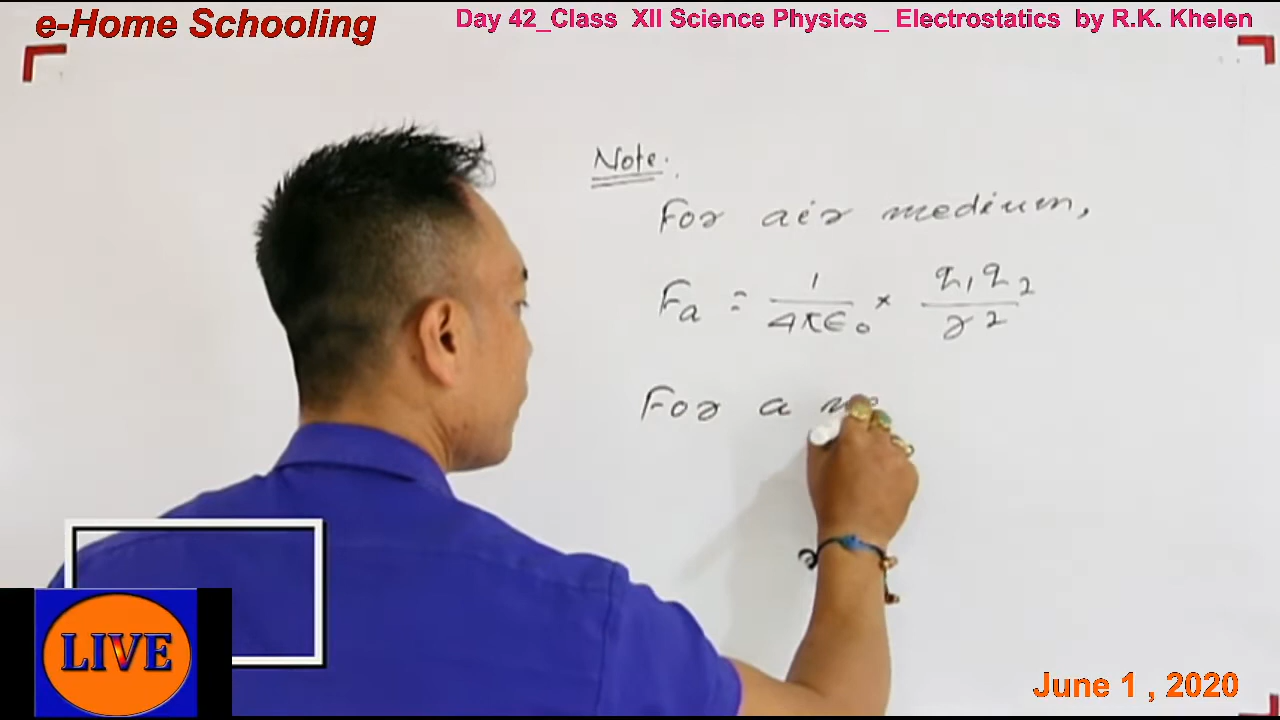 e-Home Schooling
Day 42_Class XII Science Physics _ Electrostatics by R.K. Khelen
Note:
For air medium,
Fa = 1/4πϵ₀ × q₁q₂/r²
For a
LIVE
June 1 , 2020